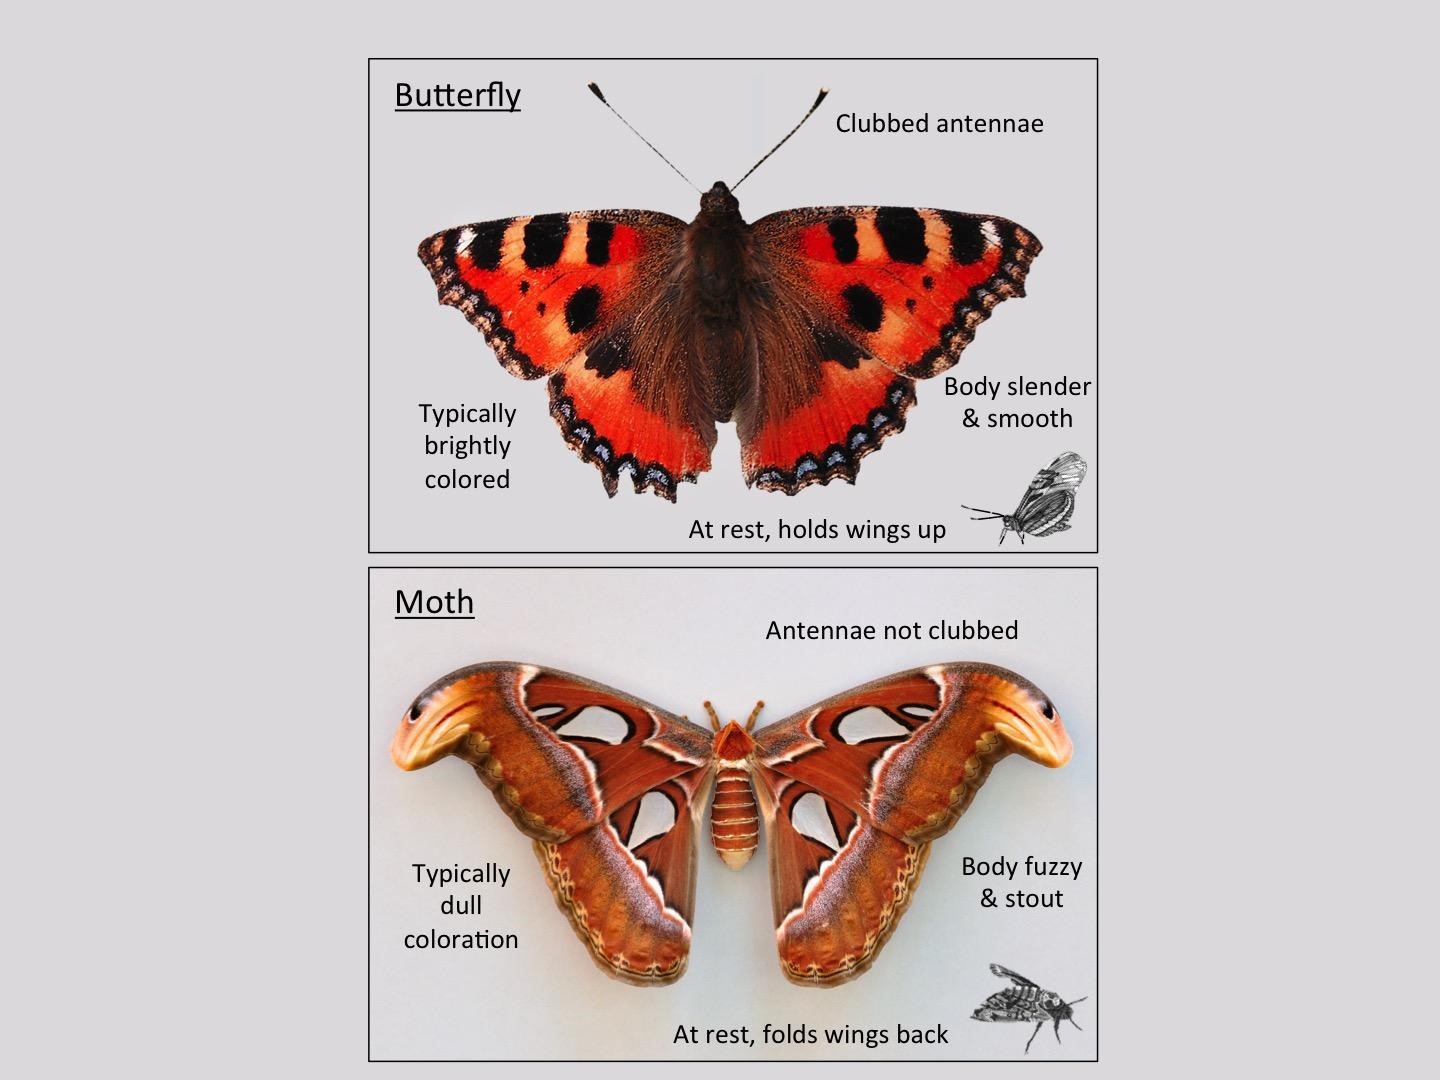 Butterfly
Clubbed antennae
Body slender
& smooth
Typically
brightly
colored
At rest, holds wings up
Moth
Antennae not clubbed
Body fuzzy
& stout
Typically
dull
coloration
At rest, folds wings back